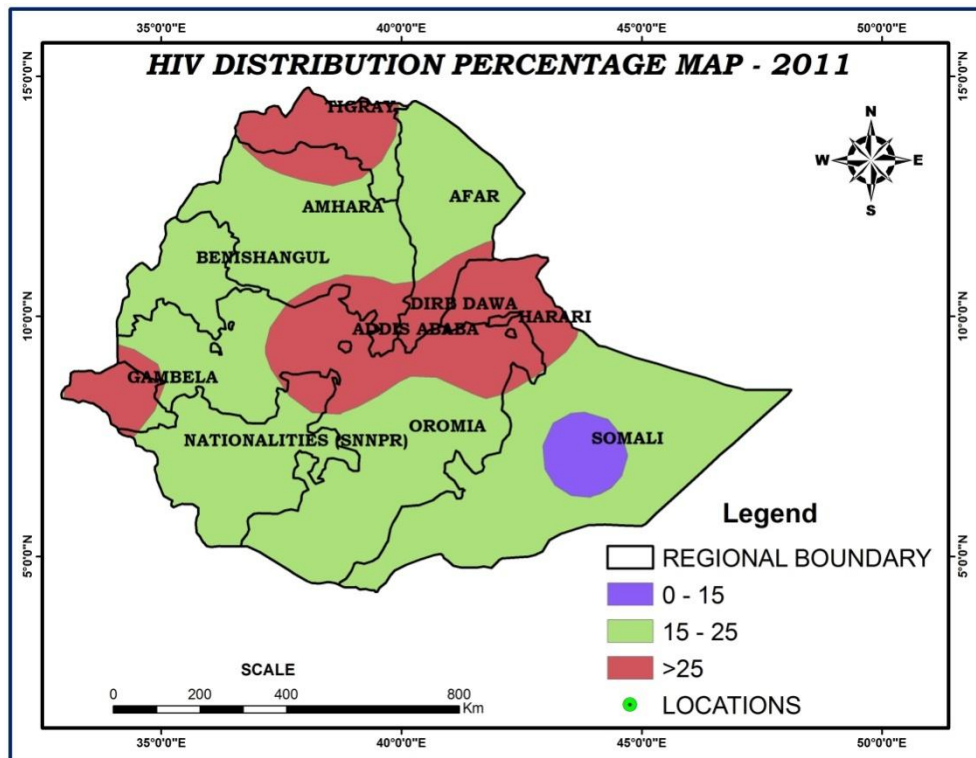 35°0'0"E 40°0'0"E 45°0'0"E 50°0'0"E
HIV DISTRIBUTION PERCENTAGE MAP - 2011
15°0'0"N 15°0'0"N
TIGRAY
N
W E
S
AFAR
AMHARA
BENISHANGUL
DIRB DAWA
10°0'0"N HARARI 10°0'0"N
ADDIS ABABA
GAMBELA
OROMIA
NATIONALITIES (SNNPR) SOMALI
Legend
REGIONAL BOUNDARY
5°0'0"N 5°0'0"N
0 - 15
15 - 25
>25
LOCATIONS
SCALE
0 200 400 800
Km
35°0'0"E 40°0'0"E 45°0'0"E 50°0'0"E